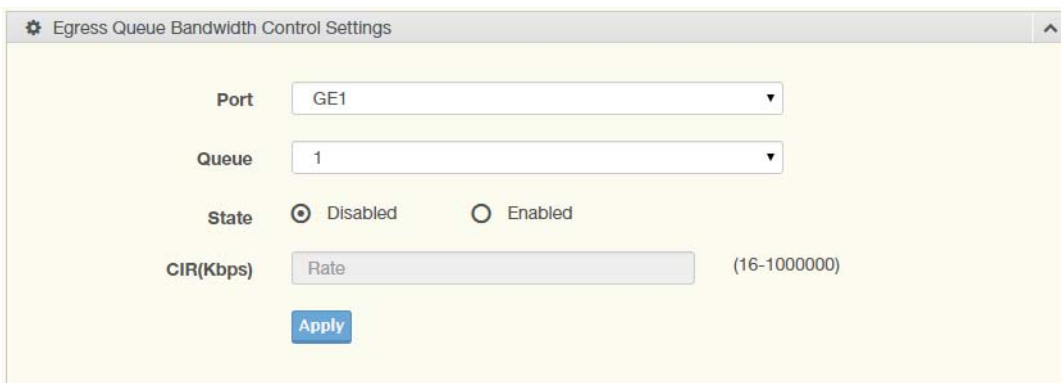 Egress Queue Bandwidth Control Settings
Port GE1
Queue 1
State Disabled Enabled
CIR(Kbps) Rate (16-1000000)
Apply